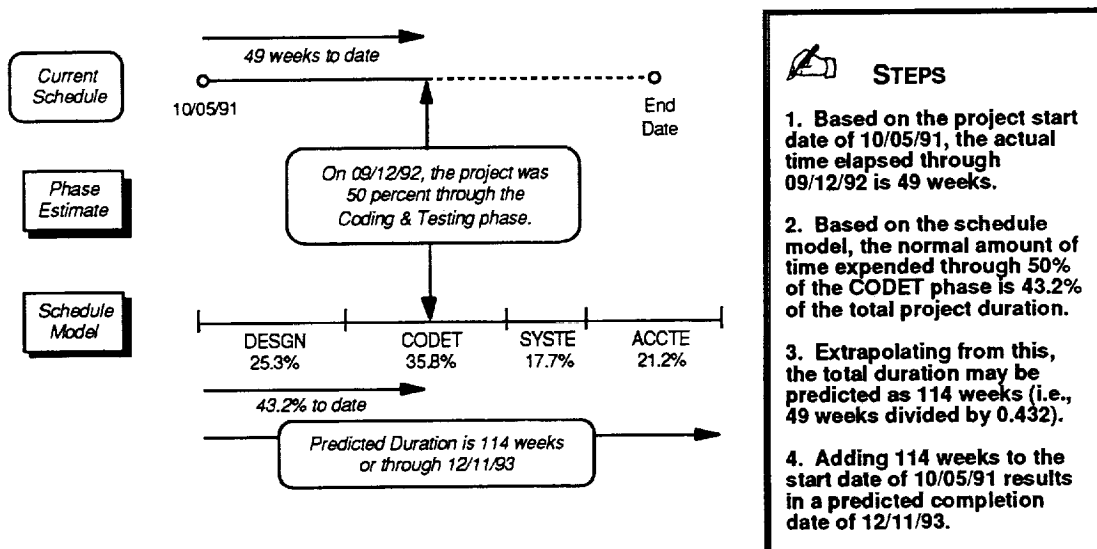 49 weeks to date
Current
Schedule
10/05/91
End
Date
On 09/12/92, the project was
50 percent through the
Coding & Testing phase.
Phase
Estimate
Schedule
Model
DESGN
25.3%
CODET
35.8%
SYSTE
17.7%
ACCTE
21.2%
43.2% to date
Predicted Duration is 114 weeks
or through 12/11/93
STEPS
1. Based on the project start
date of 10/05/91, the actual
time elapsed through
09/12/92 is 49 weeks.
2. Based on the schedule
model, the normal amount of
time expended through 50%
of the CODET phase is 43.2%
of the total project duration.
3. Extrapolating from this,
the total duration may be
predicted as 114 weeks (i.e.,
49 weeks divided by 0.432).
4. Adding 114 weeks to the
start date of 10/05/91 results
in a predicted completion
date of 12/11/93.